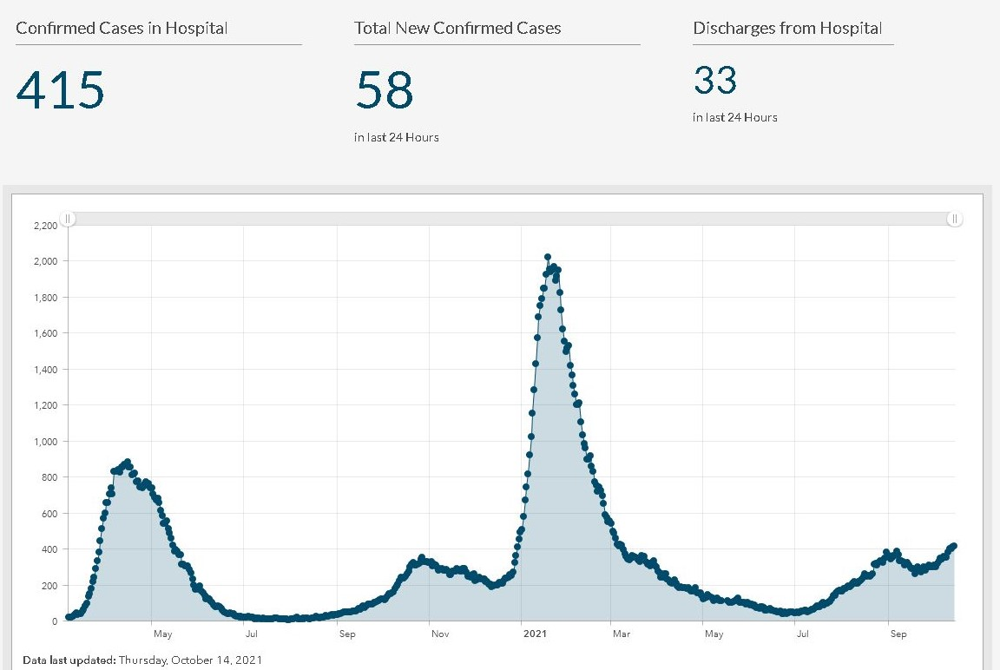 Confirmed Cases in Hospital
Total New Confirmed Cases
Discharges from Hospital
415
58
33
in last 24 Hours
in last 24 Hours
2,200
2,000
1,800
1,600
1,400
1,200
1,000
800
600
400
200
0
May
Jul
Sep
Nov
2021
Mar
May
Jul
Sep
Data last updated: Thursday, October 14, 2021